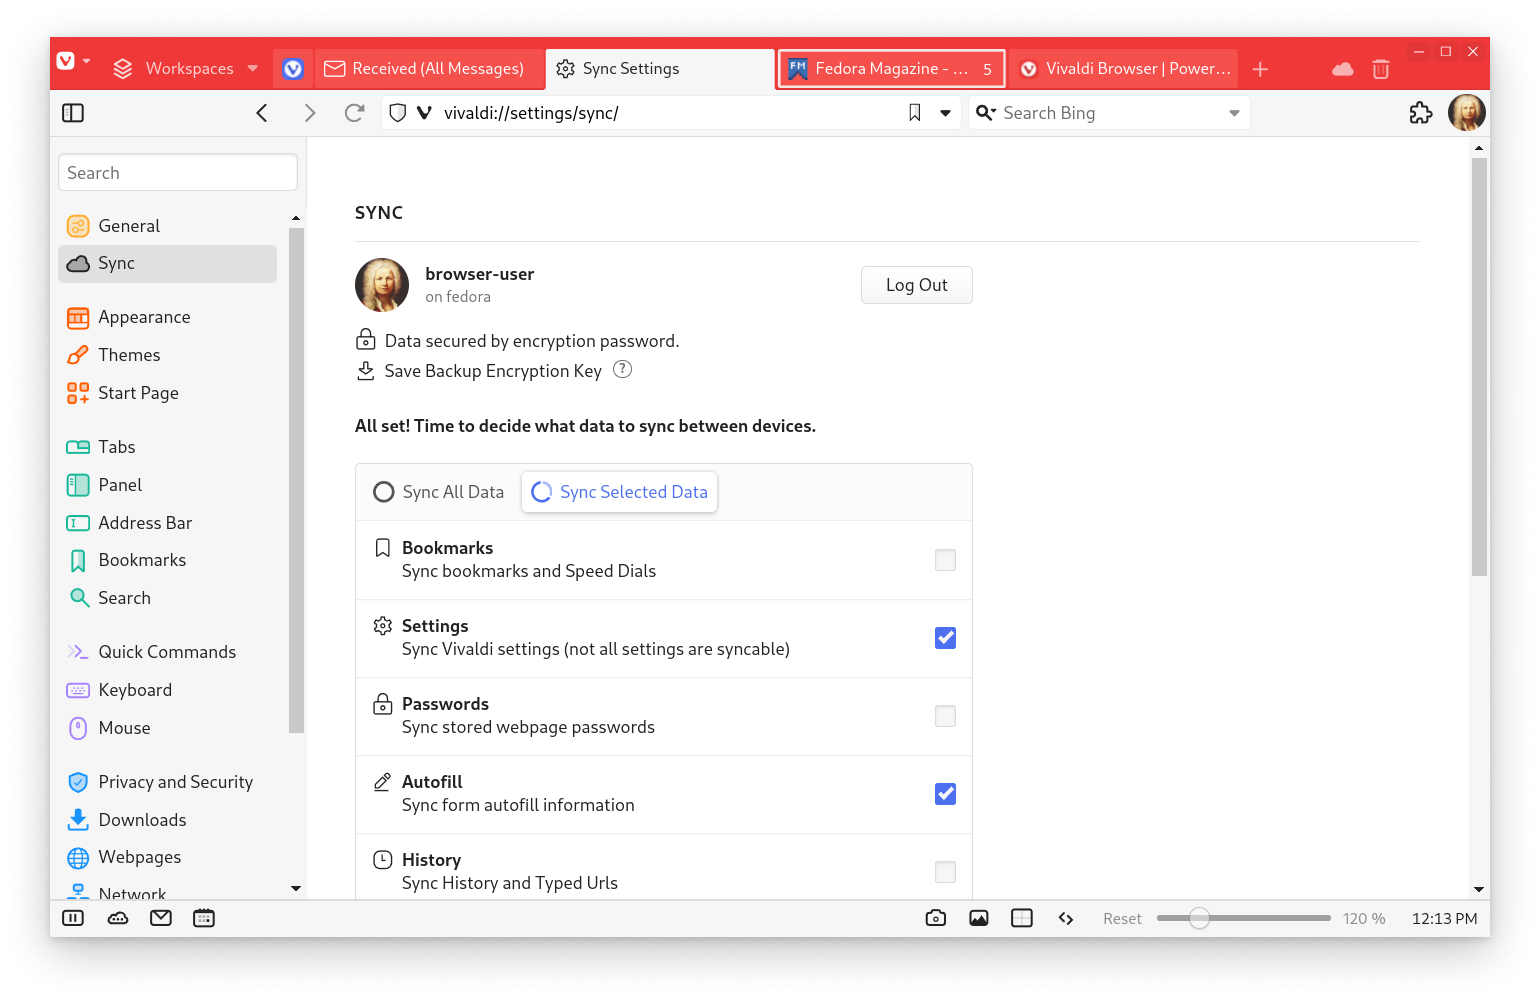 Workspaces
Received (All Messages)
Sync Settings
FM
Fedora Magazine - ... 5
Vivaldi Browser | Power...
vivaldi://settings/sync/
Search Bing
Search
General
Sync
Appearance
Themes
Start Page
Tabs
Panel
Address Bar
Bookmarks
Search
Quick Commands
Keyboard
Mouse
Privacy and Security
Downloads
Webpages
Network
SYNC
browser-user
on fedora
Log Out
Data secured by encryption password.
Save Backup Encryption Key ?
All set! Time to decide what data to sync between devices.
Sync All Data
Sync Selected Data
Bookmarks
Sync bookmarks and Speed Dials
Settings
Sync Vivaldi settings (not all settings are syncable)
Passwords
Sync stored webpage passwords
Autofill
Sync form autofill information
History
Sync History and Typed Urls
Reset
120 %
12:13 PM